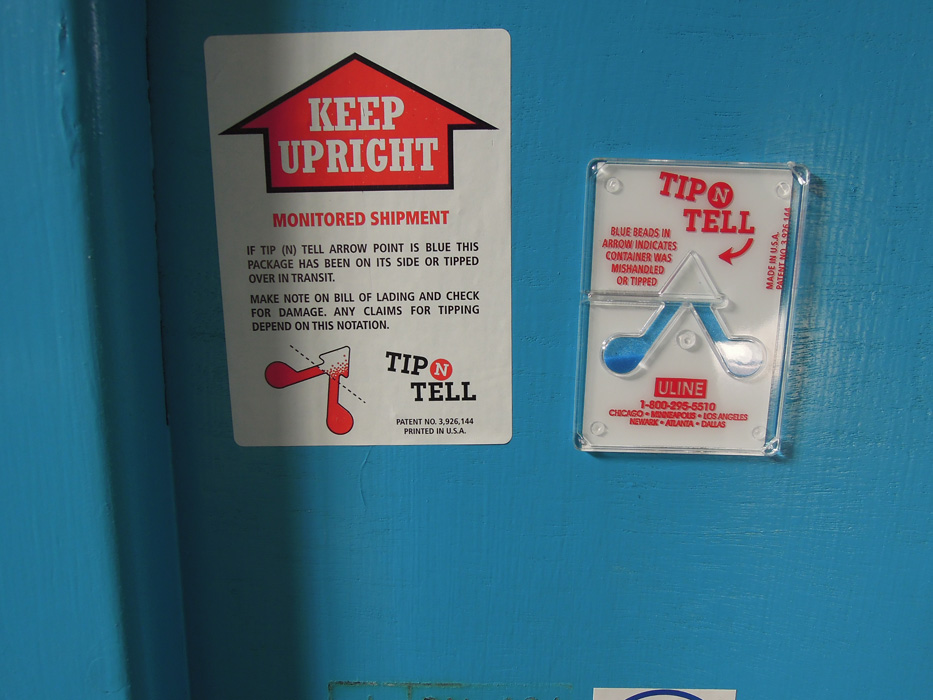 KEEP
UPRIGHT
MONITORED SHIPMENT
IF TIP (N) TELL ARROW POINT IS BLUE THIS
PACKAGE HAS BEEN ON ITS SIDE OR TIPPED
OVER IN TRANSIT.
MAKE NOTE ON BILL OF LADING AND CHECK
FOR DAMAGE. ANY CLAIMS FOR TIPPING
DEPEND ON THIS NOTATION.
TIP N
TELL
PATENT NO. 3,926,144
PRINTED IN U.S.A.
TIP N
TELL
BLUE BEADS IN
ARROW INDICATES
CONTAINER WAS
MISHANDLED
OR TIPPED
MADE IN U.S.A.
PATENT NO. 3,926,144
ULINE
1-800-295-5510
CHICAGO • MINNEAPOLIS • LOS ANGELES
NEWARK • ATLANTA • DALLAS